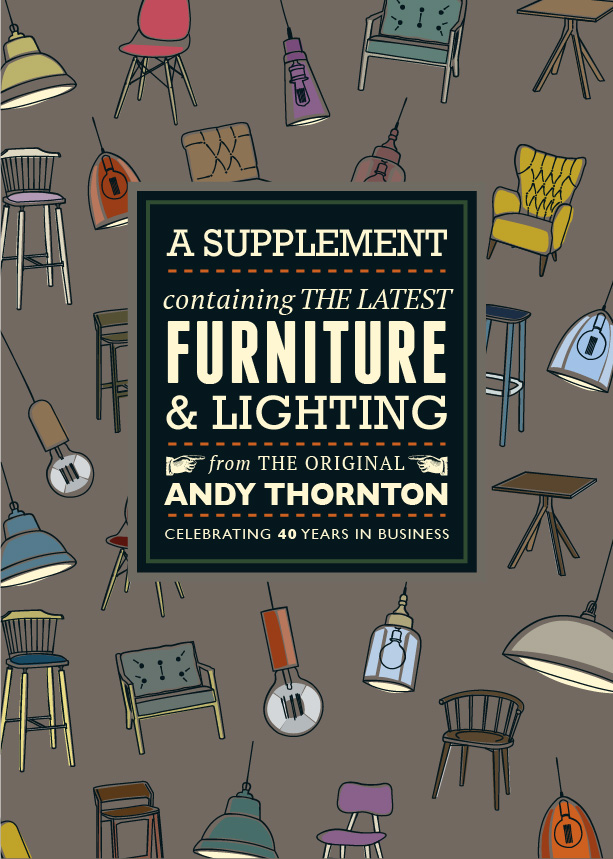 A SUPPLEMENT
containing THE LATEST
FURNITURE
& LIGHTING
from THE ORIGINAL
ANDY THORNTON
CELEBRATING 40 YEARS IN BUSINESS